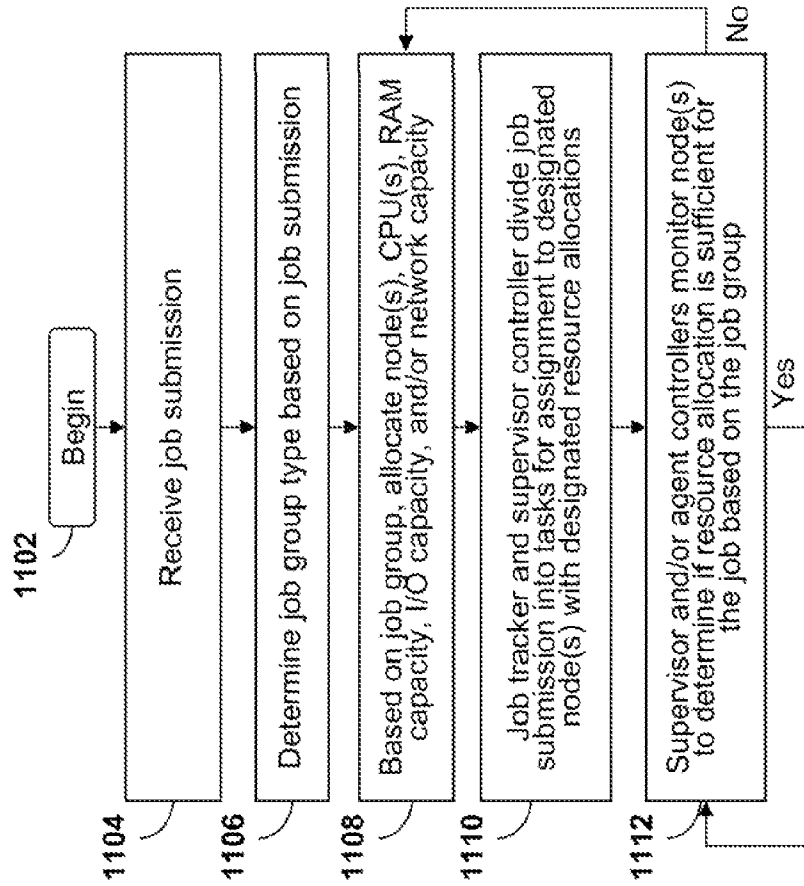 1102
Begin
1104
Receive job submission
1106
Determine job group type based on job submission
1108
Based on job group, allocate node(s), CPU(s), RAM
capacity, I/O capacity, and/or network capacity
1110
Job tracker and supervisor controller divide job
submission into tasks for assignment to designated
node(s) with designated resource allocations
1112
Supervisor and/or agent controllers monitor node(s)
to determine if resource allocation is sufficient for
the job based on the job group
No
Yes